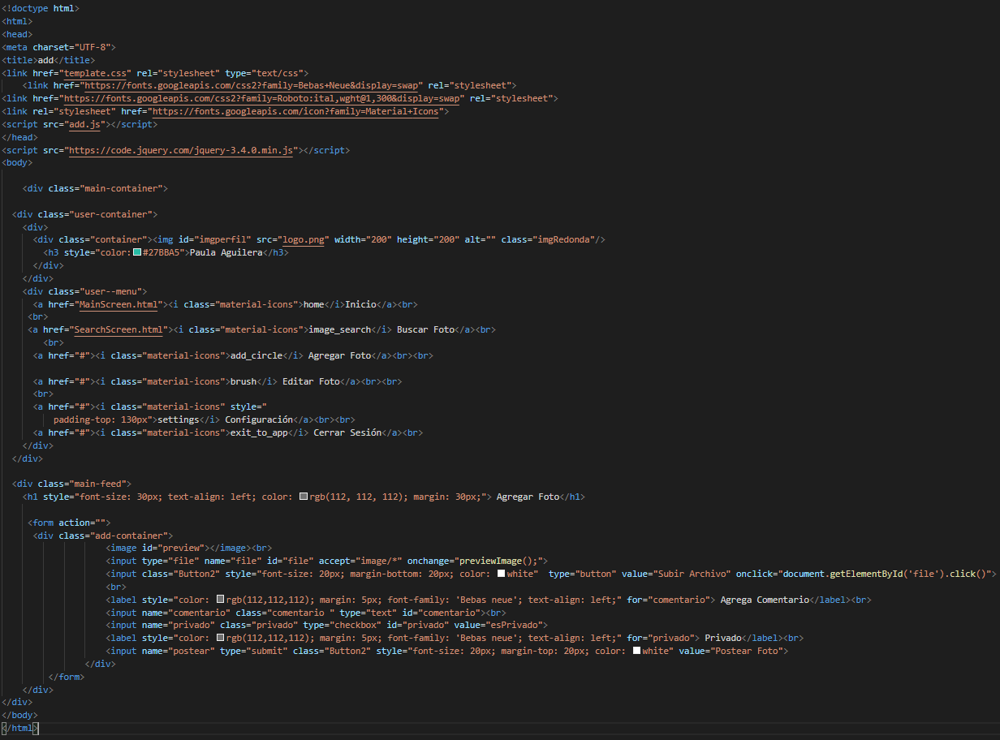 <!doctype html>
<html>
<head>
<meta charset="UTF-8">
<title>add</title>
<link href="template.css" rel="stylesheet" type="text/css">
<link href="https://fonts.googleapis.com/css2?family=Bebas+Neue&display=swap" rel="stylesheet">
<link href="https://fonts.googleapis.com/css2?family=Roboto:ital,wght@1,300&display=swap" rel="stylesheet">
<link rel="stylesheet" href="https://fonts.googleapis.com/icon?family=Material+Icons">
<script src="add.js"></script>
</head>
<script src="https://code.jquery.com/jquery-3.4.0.min.js"></script>
<body>
<div class="main-container">
<div class="user-container">
<div>
<div class="container"><img id="imgperfil" src="logo.png" width="200" height="200" alt="" class="imgRedonda"/>
<h3 style="color:#27BBA5">Paula Aguilera</h3>
</div>
</div>
<div class="user--menu">
<a href="MainScreen.html"><i class="material-icons">home</i>Inicio</a><br>
<br>
<a href="SearchScreen.html"><i class="material-icons">image_search</i> Buscar Foto</a><br>
<br>
<a href="#"><i class="material-icons">add_circle</i> Agregar Foto</a><br><br>
<a href="#"><i class="material-icons">brush</i> Editar Foto</a><br><br>
<br>
<a href="#"><i class="material-icons" style="
padding-top: 130px">settings</i> Configuración</a><br><br>
<a href="#"><i class="material-icons">exit_to_app</i> Cerrar Sesión</a><br>
</div>
</div>
<div class="main-feed">
<h1 style="font-size: 30px; text-align: left; color: rgb(112, 112, 112); margin: 30px;"> Agregar Foto</h1>
<form action="">
<div class="add-container">
<image id="preview"></image><br>
<input type="file" name="file" id="file" accept="image/*" onchange="previewImage();">
<input class="Button2" style="font-size: 20px; margin-bottom: 20px; color: white"  type="button" value="Subir Archivo" onclick="document.getElementById('file').click()">
<br>
<label style="color: rgb(112,112,112); margin: 5px; font-family: 'Bebas neue'; text-align: left;" for="comentario"> Agrega Comentario</label><br>
<input name="comentario" class="comentario " type="text" id="comentario"><br>
<input name="privado" class="privado" type="checkbox" id="privado" value="esPrivado">
<label style="color: rgb(112,112,112); margin: 5px; font-family: 'Bebas neue'; text-align: left;" for="privado"> Privado</label><br>
<input name="postear" type="submit" class="Button2" style="font-size: 20px; margin-top: 20px; color: white" value="Postear Foto">
</div>
</form>
</div>
</div>
</body>
</html>